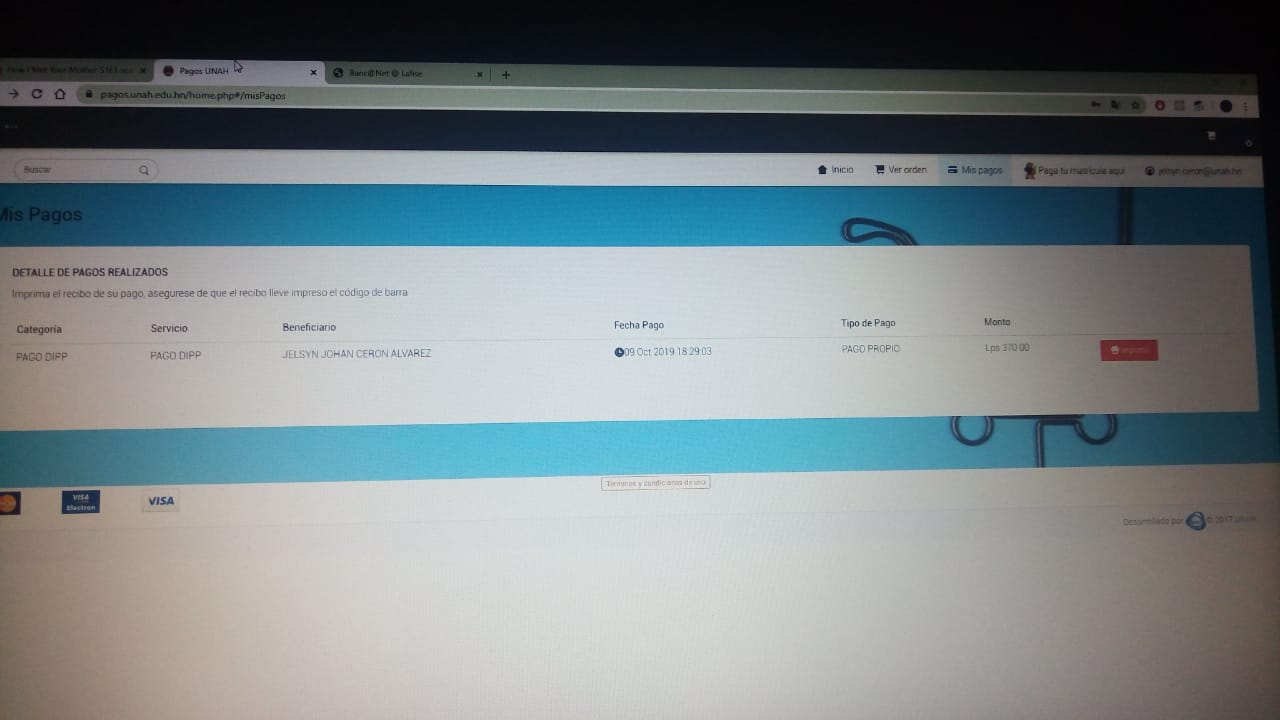 How I Met Your Mother S1E1
Pagos UNAH
Banc@Net @ Lafise
pagos.unah.edu.hn/home.php#/misPagos
Buscar
Inicio
Ver orden
Mis pagos
Paga tu matricula aquí
jelsyn.ceron@unah.hn
Mis Pagos
DETALLE DE PAGOS REALIZADOS
Imprima el recibo de su pago, asegurese de que el recibo lleve impreso el código de barra
Categoría Servicio Beneficiario Fecha Pago Tipo de Pago Monto
PAGO DIPP PAGO DIPP JELSYN JOHAN CERON ALVAREZ 09 Oct 2019 18:29:03 PAGO PROPIO Lps 370.00 Imprimir
Términos y condiciones de uso
VISA
Electron
VISA
Desarrollado por © 2017 UNAH